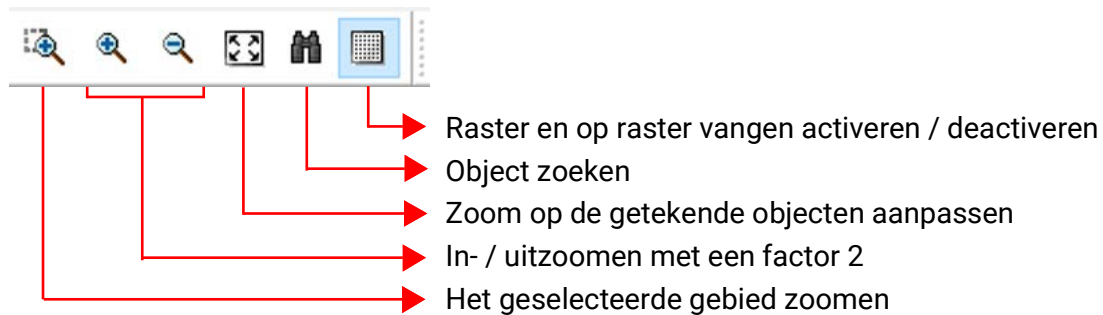 Raster en op raster vangen activeren / deactiveren
Object zoeken
Zoom op de getekende objecten aanpassen
In- / uitzoomen met een factor 2
Het geselecteerde gebied zoomen